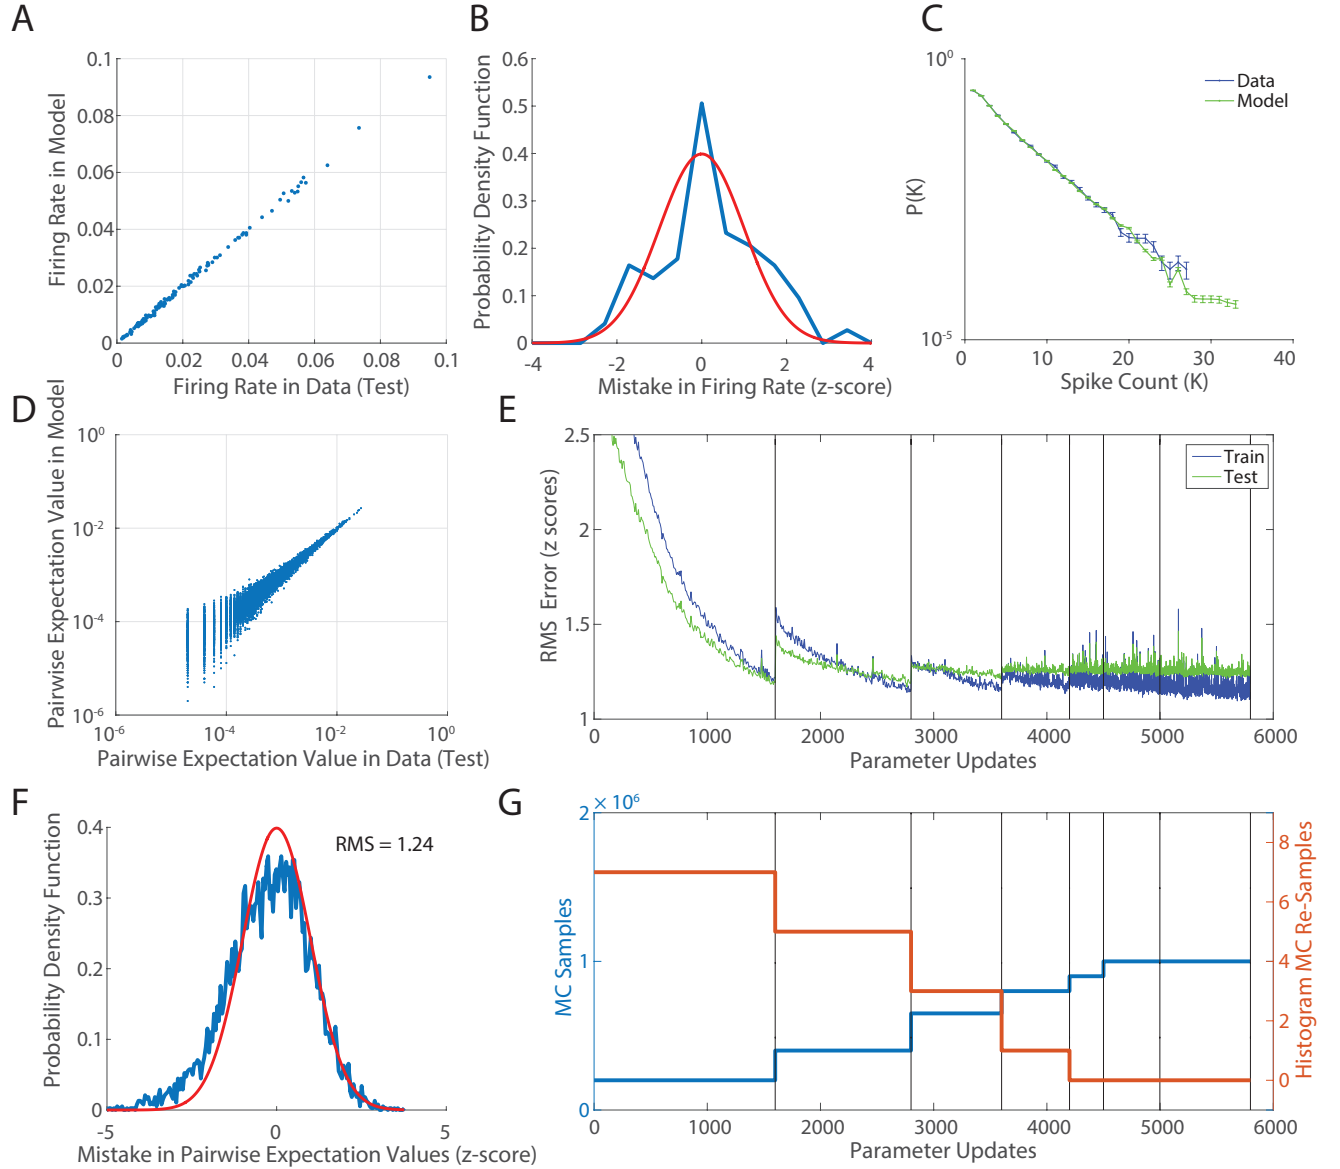 A
Firing Rate in Model
0.1
0.08
0.06
0.04
0.02
0
0 0.02 0.04 0.06 0.08 0.1
Firing Rate in Data (Test)
B
Probability Density Function
0.6
0.5
0.4
0.3
0.2
0.1
0
-4 -2 0 2 4
Mistake in Firing Rate (z-score)
C
P(K)
10^0
10^-5
Data
Model
0 10 20 30 40
Spike Count (K)
D
Pairwise Expectation Value in Model
10^0
10^-2
10^-4
10^-6
10^-6 10^-4 10^-2 10^0
Pairwise Expectation Value in Data (Test)
E
RMS Error (z scores)
2.5
2
1.5
1
Train
Test
0 1000 2000 3000 4000 5000 6000
Parameter Updates
F
Probability Density Function
0.4
0.3
0.2
0.1
0
RMS = 1.24
-5 0 5
Mistake in Pairwise Expectation Values (z-score)
G
MC Samples
2 × 10^6
1
0
Histogram MC Re-Samples
8
6
4
2
0
0 1000 2000 3000 4000 5000 6000
Parameter Updates